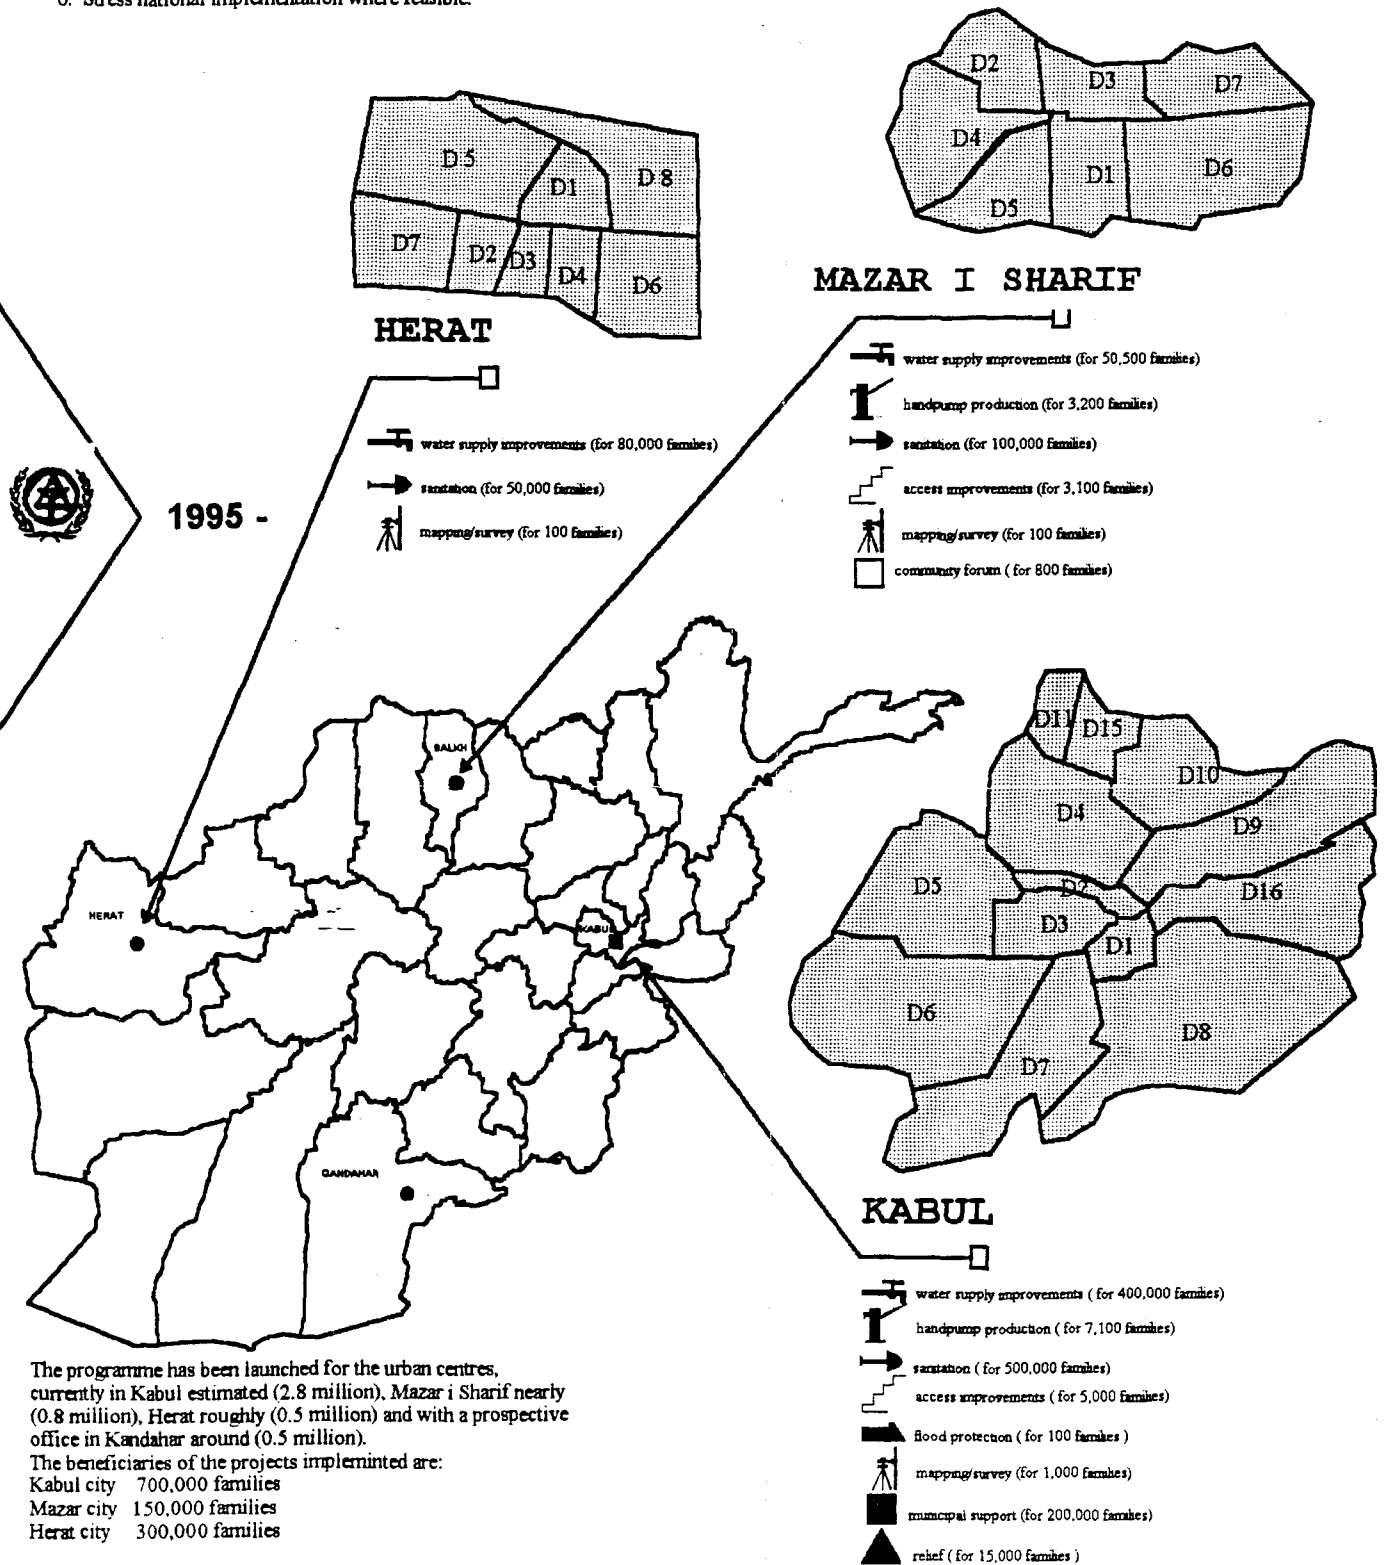 6. Stress national implementation where feasible.
D2
D3
D7
D4
D1
D6
D5
D 5
D1
D 8
D7
D2
D3
D4
D6
MAZAR I SHARIF
HERAT
water supply improvements (for 50,500 families)
handpump production (for 3,200 families)
sanitation (for 100,000 families)
access improvements (for 3,100 families)
mapping/survey (for 100 families)
community forum ( for 800 families)
water supply improvements (for 80,000 families)
sanitation (for 50,000 families)
mapping/survey (for 100 families)
1995 -
BALKH
HERAT
KABUL
QANDAHAR
D11
D15
D10
D4
D9
D5
D2
D16
D3
D1
D6
D8
D7
KABUL
water supply improvements ( for 400,000 families)
handpump production ( for 7,100 families)
sanitation ( for 500,000 families)
access improvements ( for 5,000 families)
flood protection ( for 100 families )
mapping/survey (for 1,000 families)
municipal support (for 200,000 families)
relief ( for 15,000 families )
The programme has been launched for the urban centres,
currently in Kabul estimated (2.8 million), Mazar i Sharif nearly
(0.8 million), Herat roughly (0.5 million) and with a prospective
office in Kandahar around (0.5 million).
The beneficiaries of the projects impleminted are:
Kabul city 700,000 families
Mazar city 150,000 families
Herat city 300,000 families